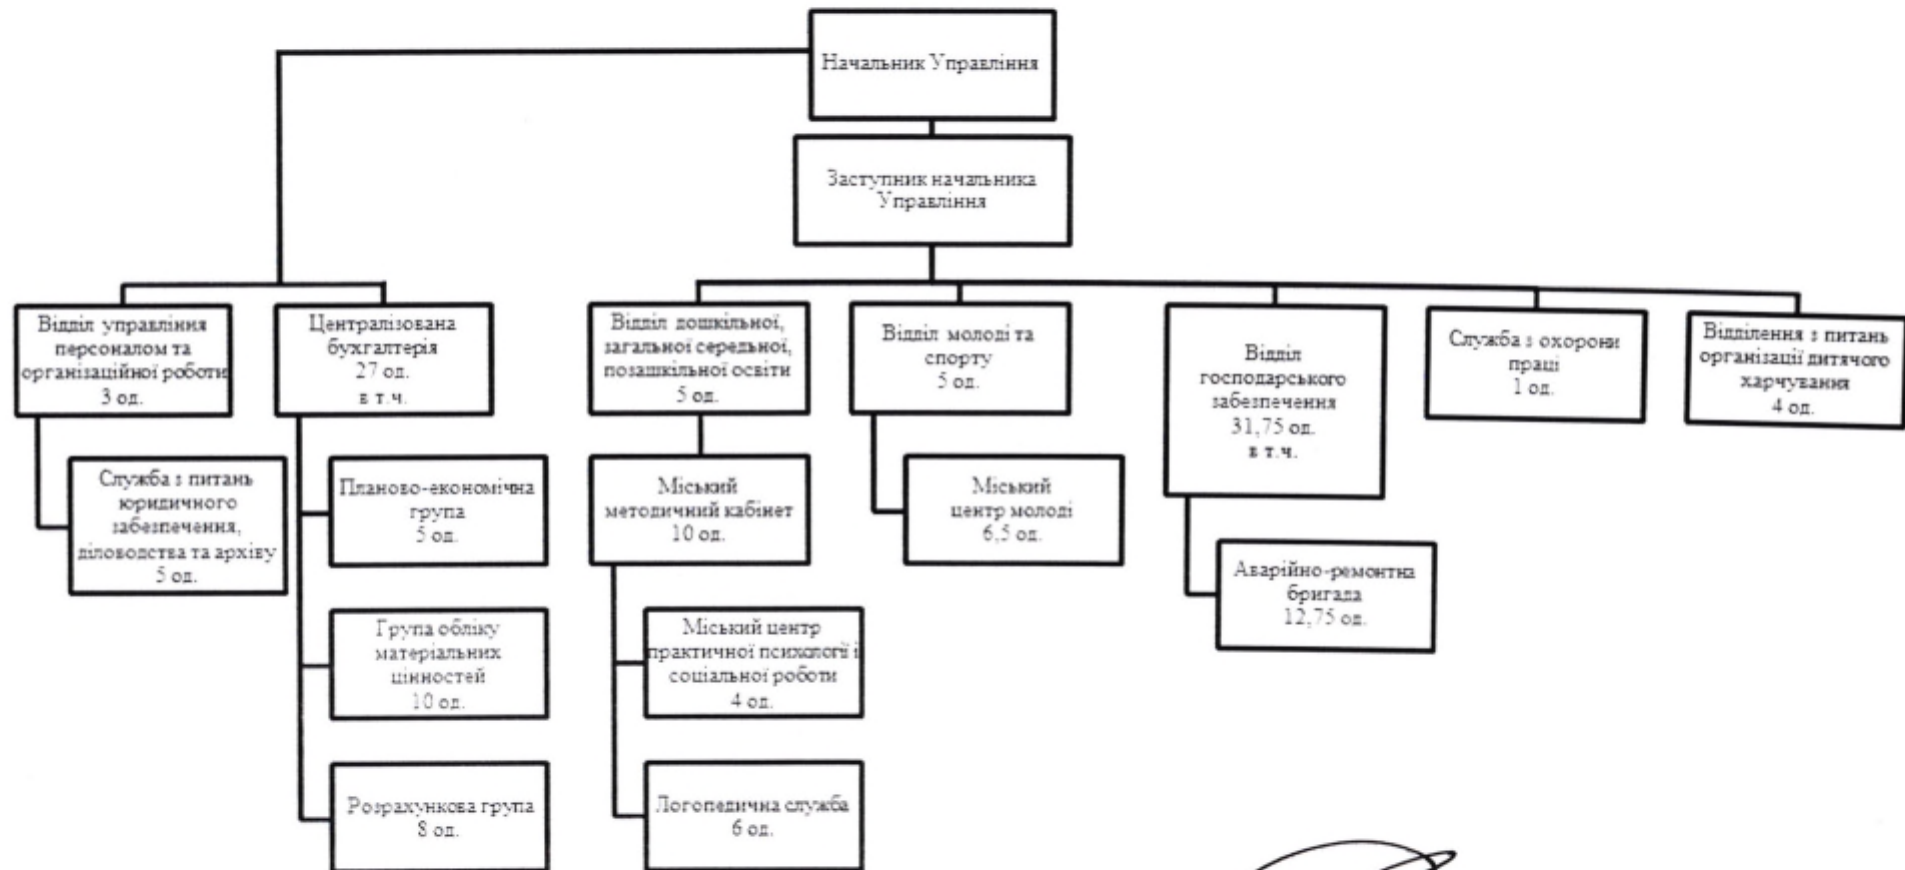 Начальник Управління
Заступник начальника
Управління
Відділ управління
персоналом та
організаційної роботи
3 од.
Централізована
бухгалтерія
27 од.
в т.ч.
Відділ дошкільної,
загальної середньої,
позашкільної освіти
5 од.
Відділ молоді та
спорту
5 од.
Відділ
господарського
забезпечення
31,75 од.
в т.ч.
Служба з охорони
праці
1 од.
Відділення з питань
організації дитячого
харчування
4 од.
Служба з питань
юридичного
забезпечення,
діловодства та архіву
5 од.
Планово-економічна
група
5 од.
Міський
методичний кабінет
10 од.
Міський
центр молоді
6,5 од.
Аварійно-ремонтна
бригада
12,75 од.
Група обліку
матеріальних
цінностей
10 од.
Міський центр
практичної психології і
соціальної роботи
4 од.
Розрахункова група
8 од.
Логопедична служба
6 од.